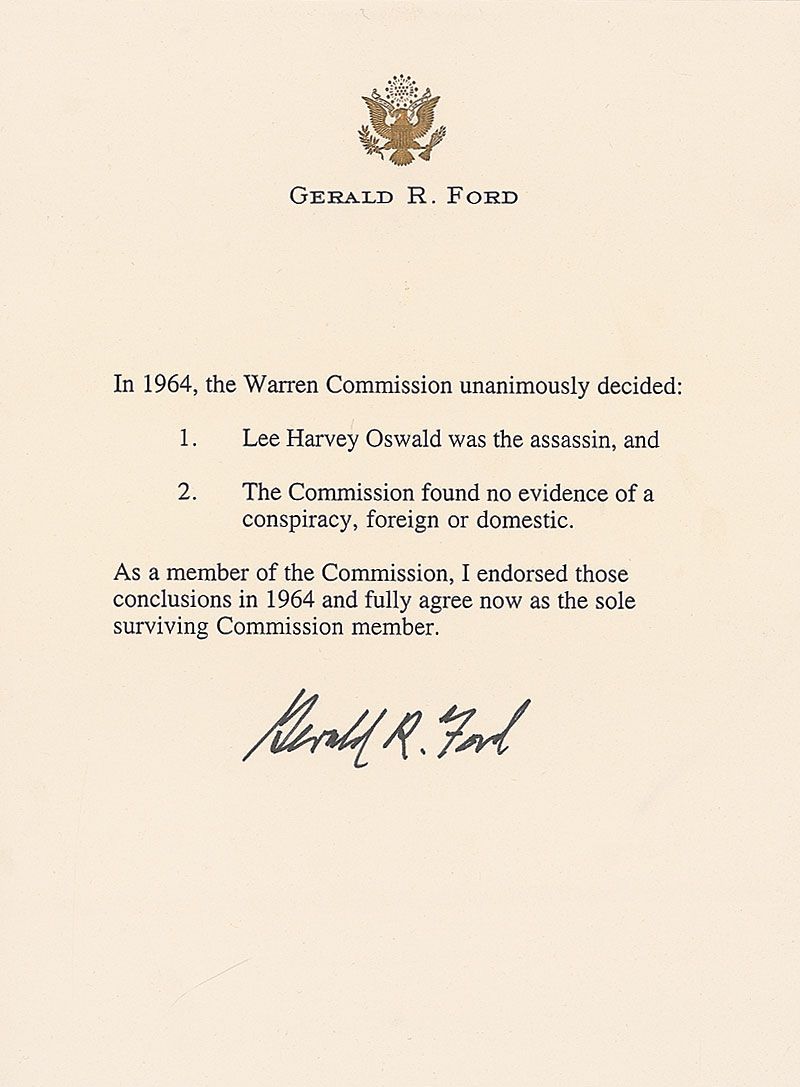 GERALD R. FORD
In 1964, the Warren Commission unanimously decided:
1. Lee Harvey Oswald was the assassin, and
2. The Commission found no evidence of a
conspiracy, foreign or domestic.
As a member of the Commission, I endorsed those
conclusions in 1964 and fully agree now as the sole
surviving Commission member.
Gerald R. Ford